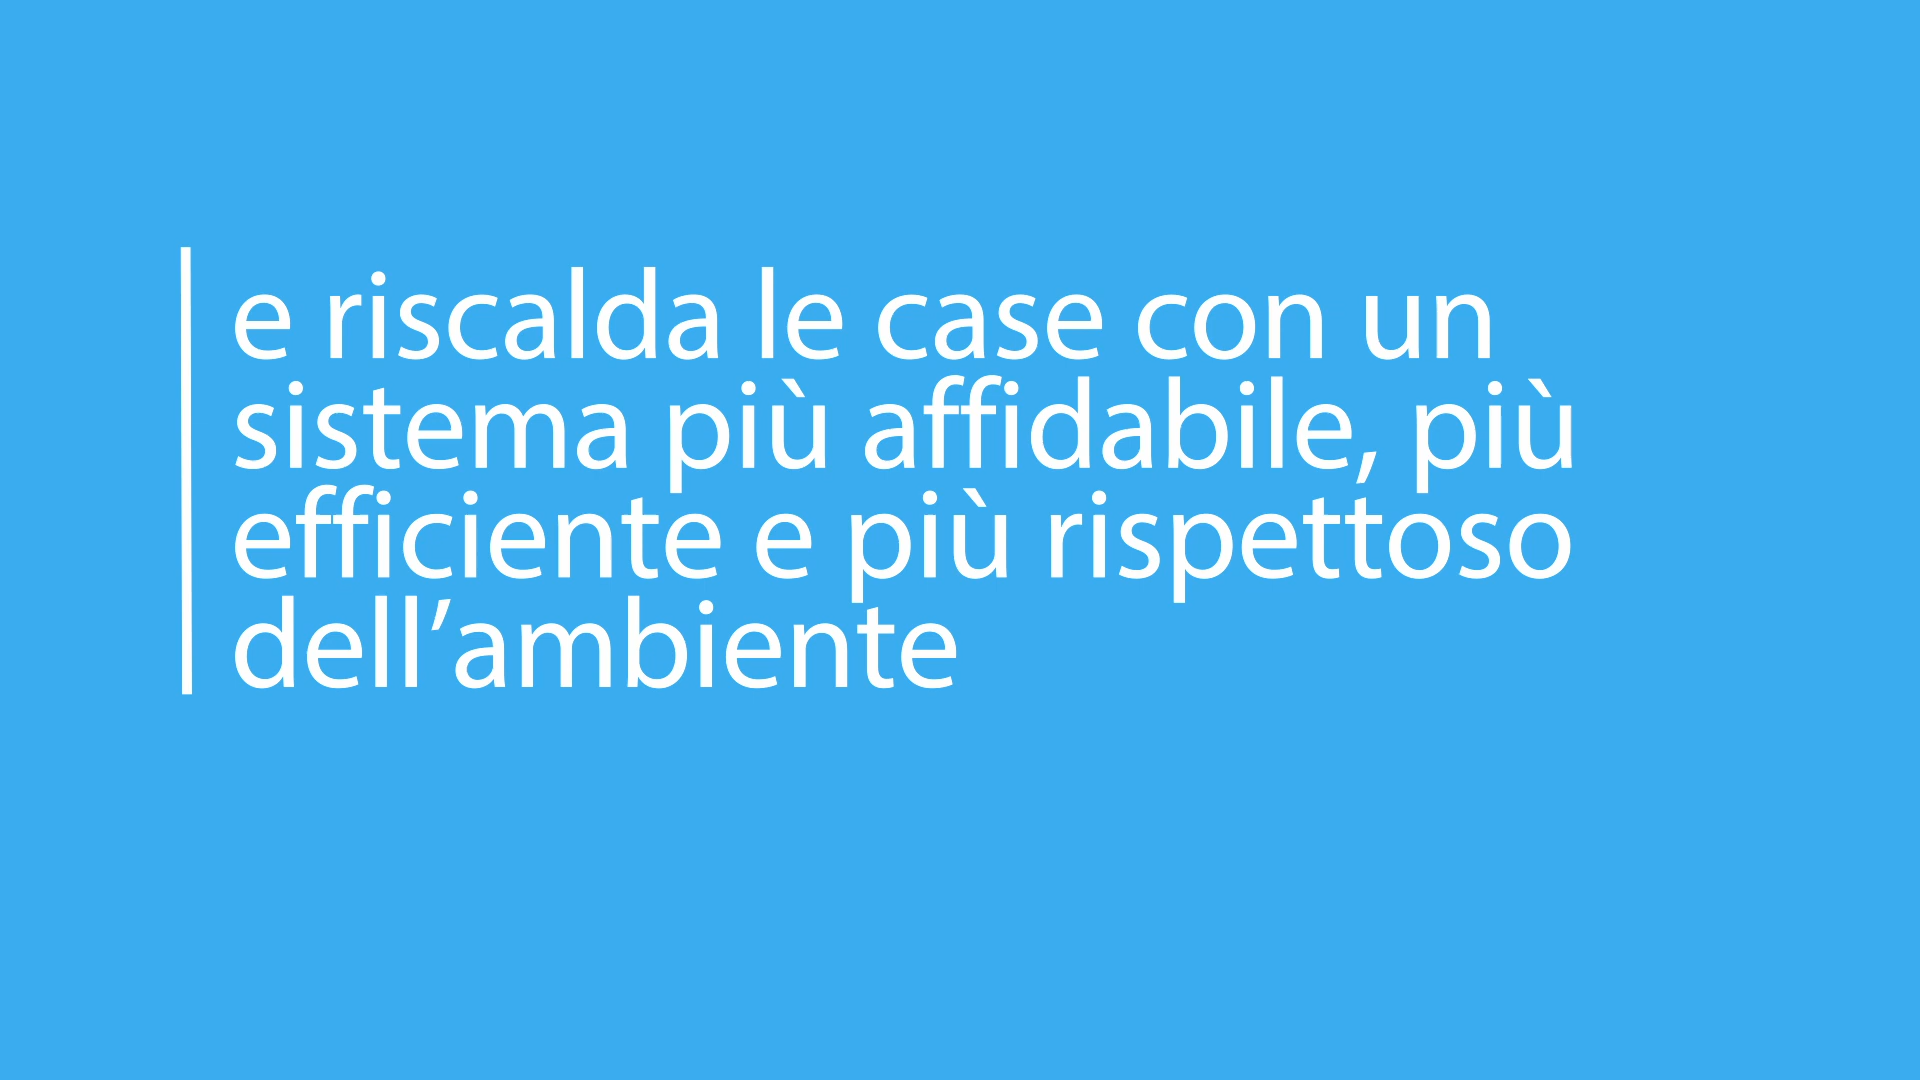 e riscalda le case con un
sistema più affidabile, più
efficiente e più rispettoso
dell’ambiente